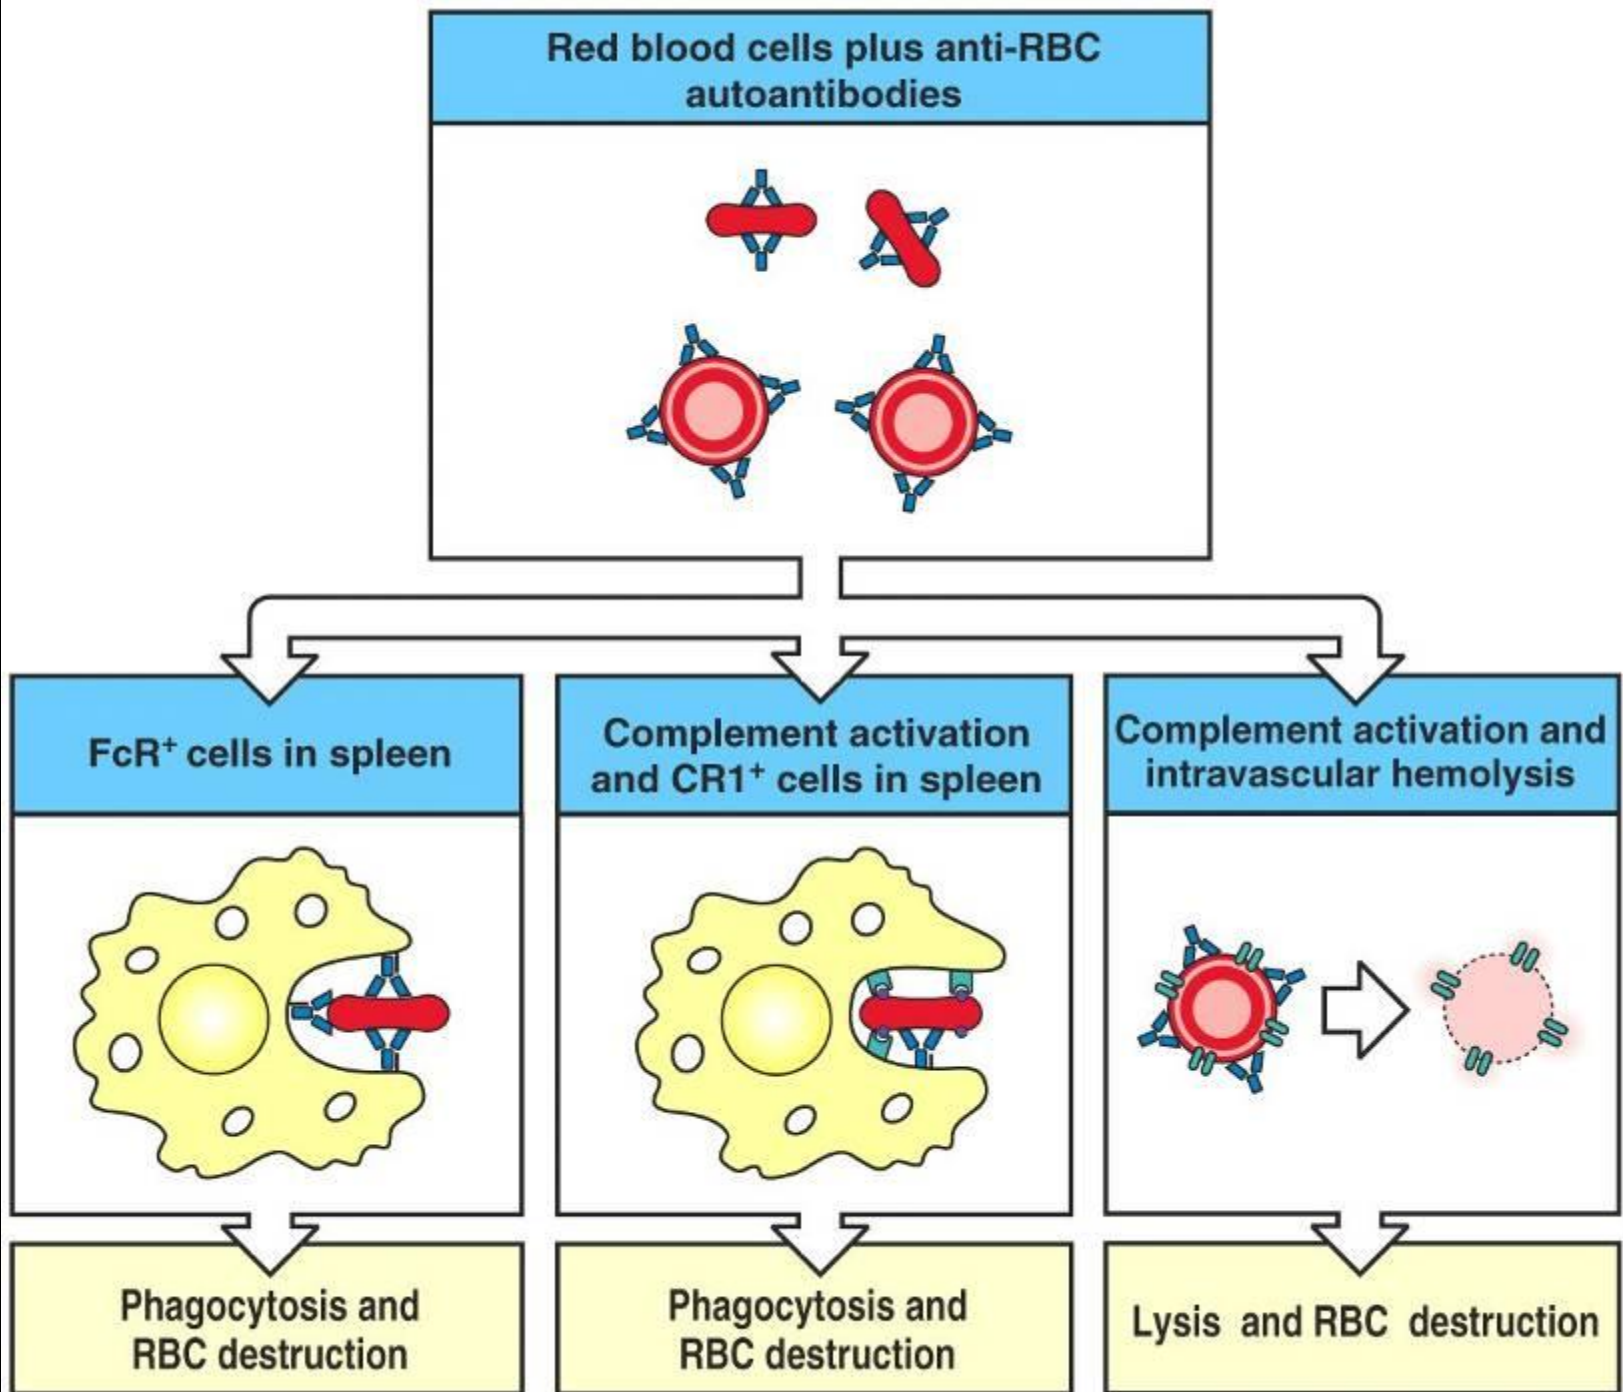 Red blood cells plus anti-RBC
autoantibodies
FcR⁺ cells in spleen
Complement activation
and CR1⁺ cells in spleen
Complement activation and
intravascular hemolysis
Phagocytosis and
RBC destruction
Phagocytosis and
RBC destruction
Lysis and RBC destruction